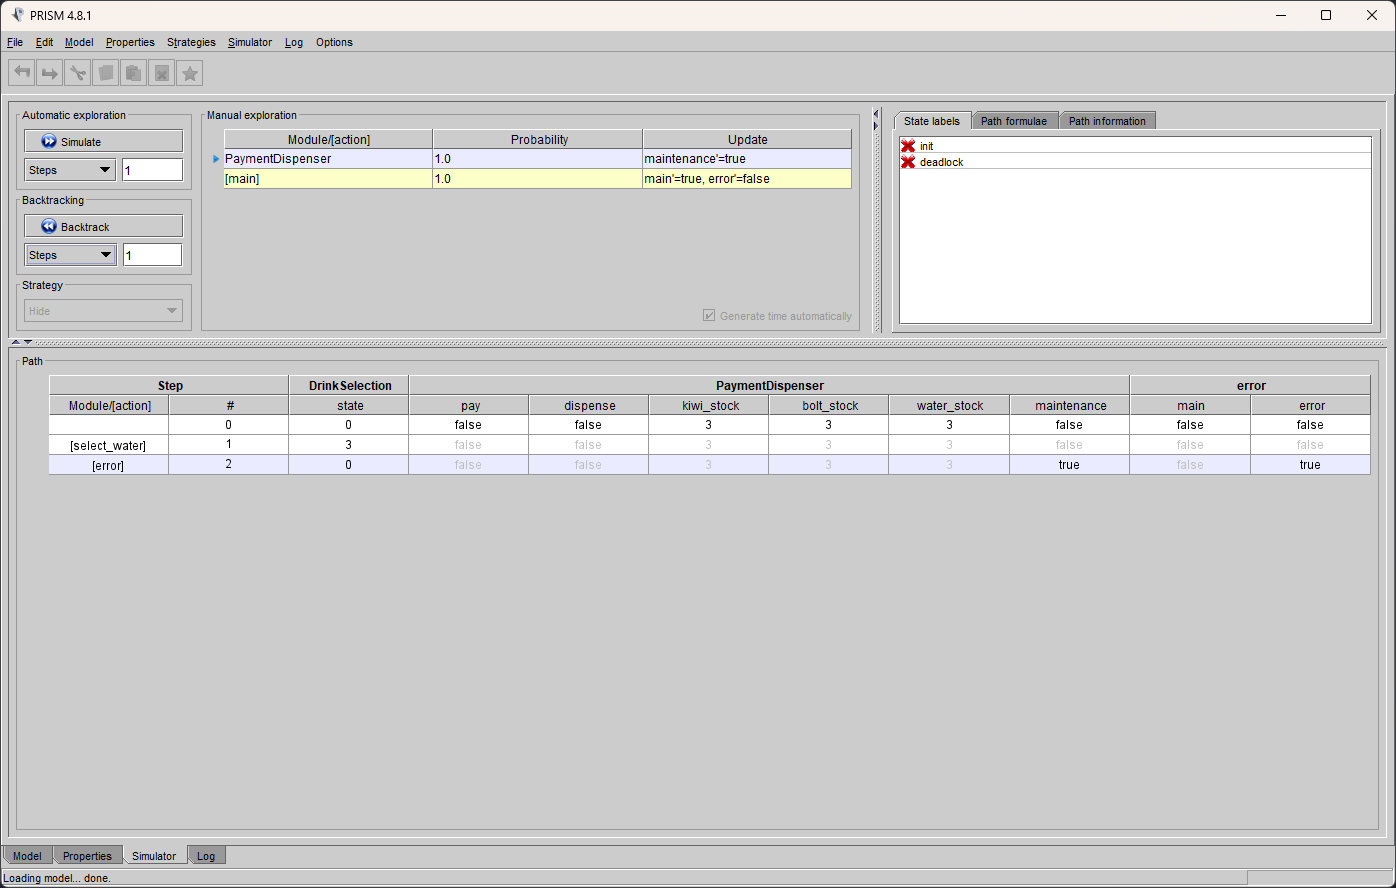 PRISM 4.8.1
File Edit Model Properties Strategies Simulator Log Options
Automatic exploration
Simulate
Steps 1
Backtracking
Backtrack
Steps 1
Strategy
Hide
Manual exploration
Module/[action] Probability Update
PaymentDispenser 1.0 maintenance'=true
[main] 1.0 main'=true, error'=false
Generate time automatically
State labels Path formulae Path information
init
deadlock
Path
Step DrinkSelection PaymentDispenser error
Module/[action] # state pay dispense kiwi_stock bolt_stock water_stock maintenance main error
0 0 false false 3 3 3 false false false
[select_water] 1 3 false false 3 3 3 false false false
[error] 2 0 false false 3 3 3 true false true
Model Properties Simulator Log
Loading model... done.